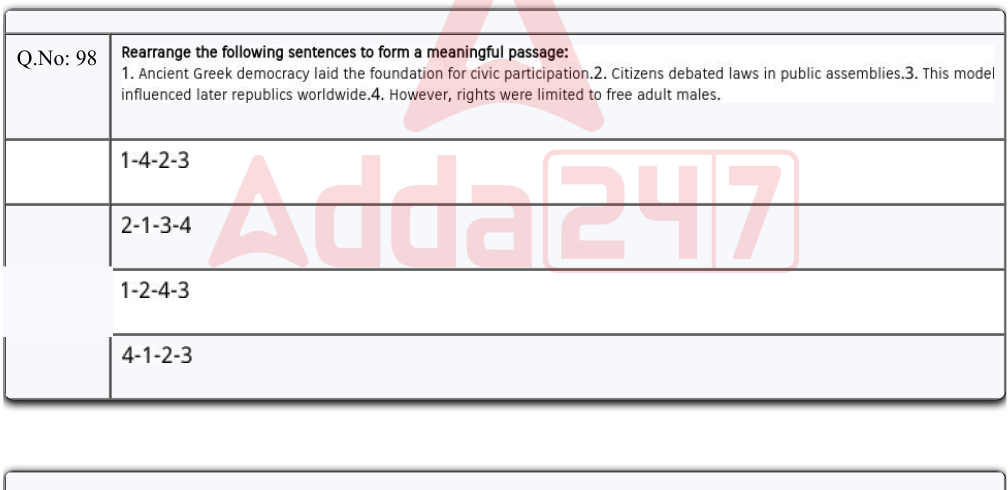 Q.No: 98
Rearrange the following sentences to form a meaningful passage:
1. Ancient Greek democracy laid the foundation for civic participation.2. Citizens debated laws in public assemblies.3. This model
influenced later republics worldwide.4. However, rights were limited to free adult males.
1-4-2-3
2-1-3-4
1-2-4-3
4-1-2-3
Adda247